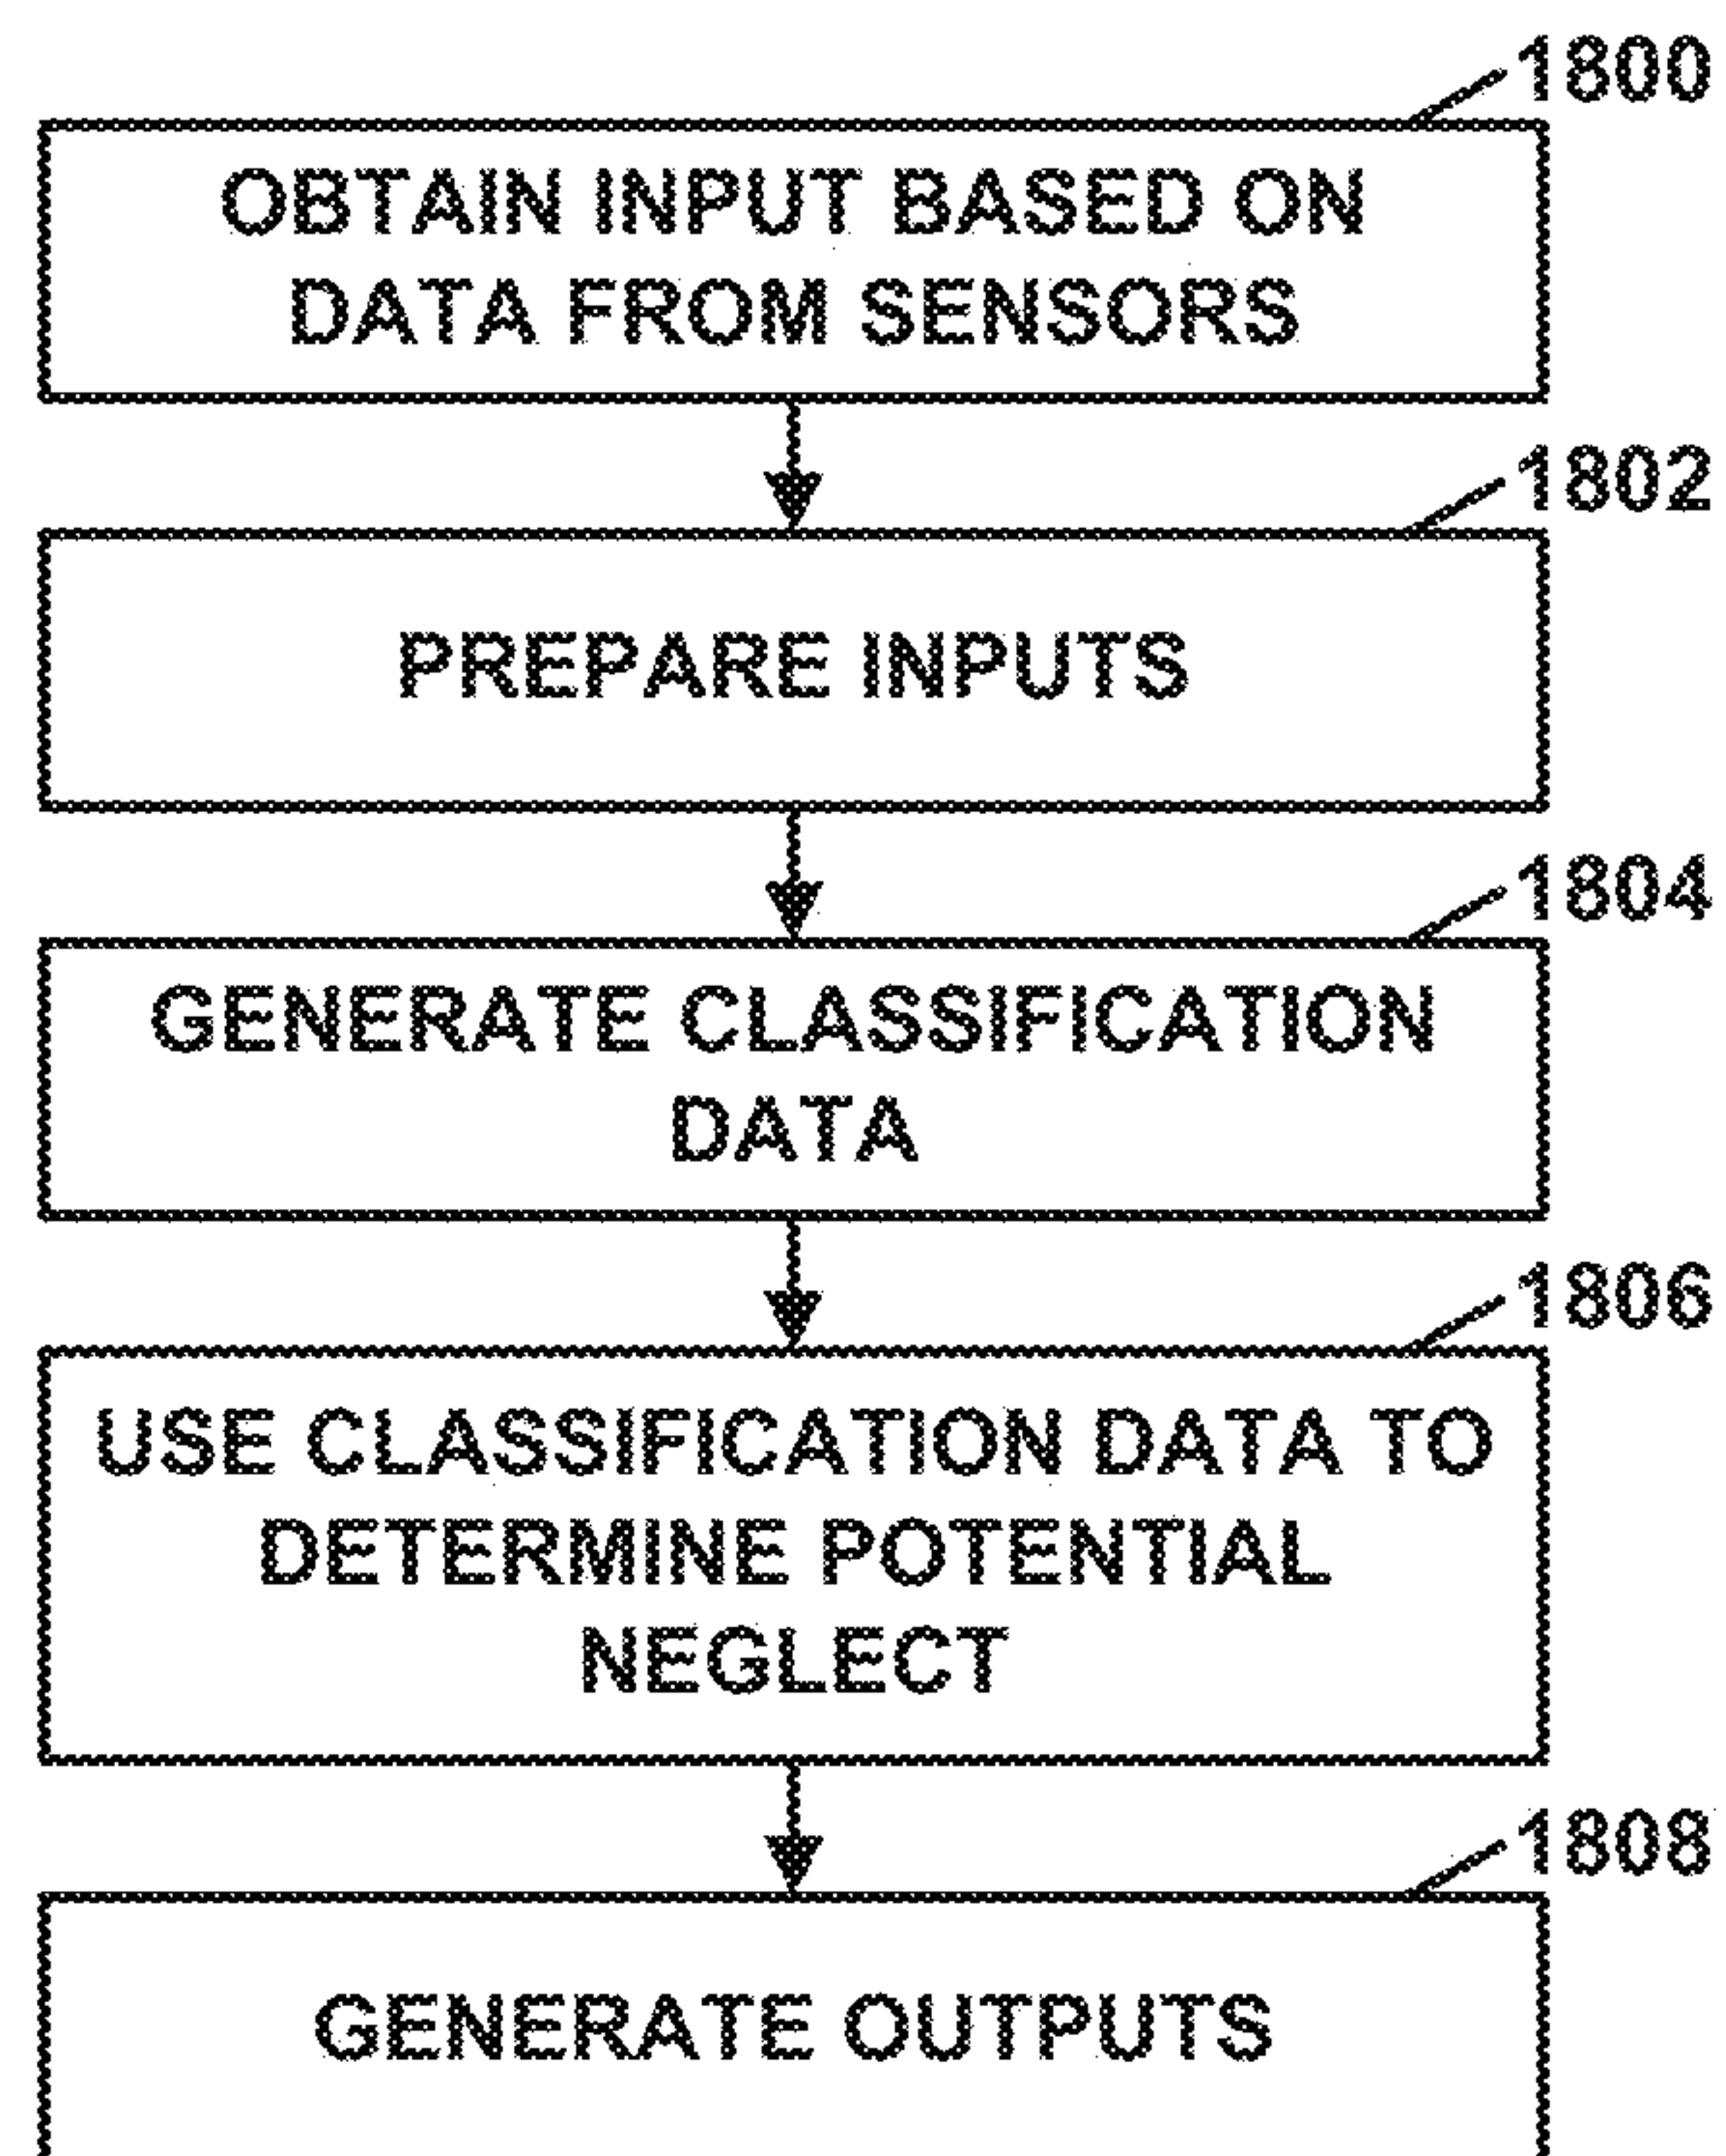 1800
OBTAIN INPUT BASED ON
DATA FROM SENSORS
1802
PREPARE INPUTS
1804
GENERATE CLASSIFICATION
DATA
1806
USE CLASSIFICATION DATA TO
DETERMINE POTENTIAL
NEGLECT
1808
GENERATE OUTPUTS